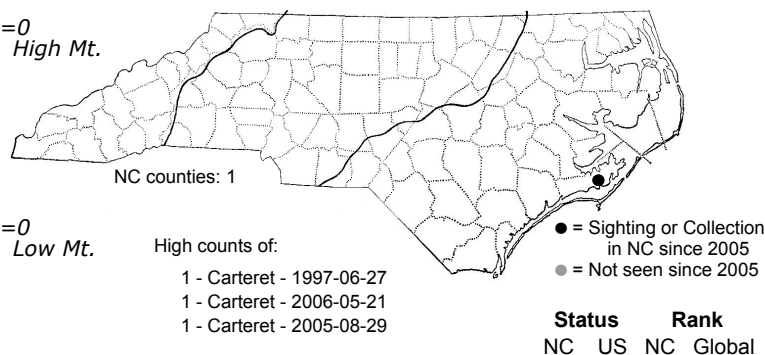 =0
High Mt.
NC counties: 1
=0
Low Mt.
High counts of:
1 - Carteret - 1997-06-27
1 - Carteret - 2006-05-21
1 - Carteret - 2005-08-29
● = Sighting or Collection
in NC since 2005
● = Not seen since 2005
Status Rank
NC US NC Global